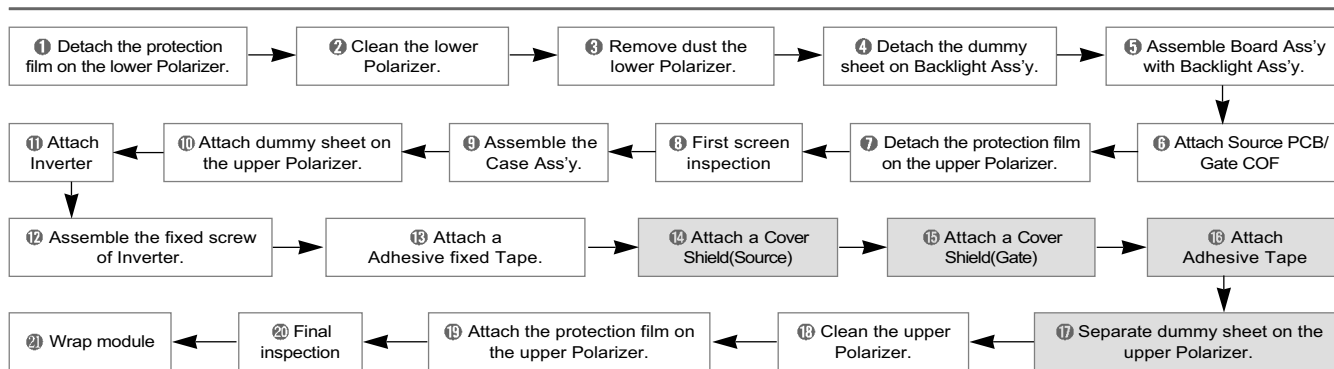 ❶ Detach the protection
film on the lower Polarizer.
❷ Clean the lower
Polarizer.
❸ Remove dust the
lower Polarizer.
❹ Detach the dummy
sheet on Backlight Ass'y.
❺ Assemble Board Ass'y
with Backlight Ass'y.
❻ Attach Source PCB/
Gate COF
❼ Detach the protection film
on the upper Polarizer.
❽ First screen
inspection
❾ Assemble the
Case Ass'y.
❿ Attach dummy sheet on
the upper Polarizer.
⓫ Attach
Inverter
⓬ Assemble the fixed screw
of Inverter.
⓭ Attach a
Adhesive fixed Tape.
⓮ Attach a Cover
Shield(Source)
⓯ Attach a Cover
Shield(Gate)
⓰ Attach
Adhesive Tape
⓱ Separate dummy sheet on the
upper Polarizer.
⓲ Clean the upper
Polarizer.
⓳ Attach the protection film on
the upper Polarizer.
⓴ Final
inspection
㉑ Wrap module